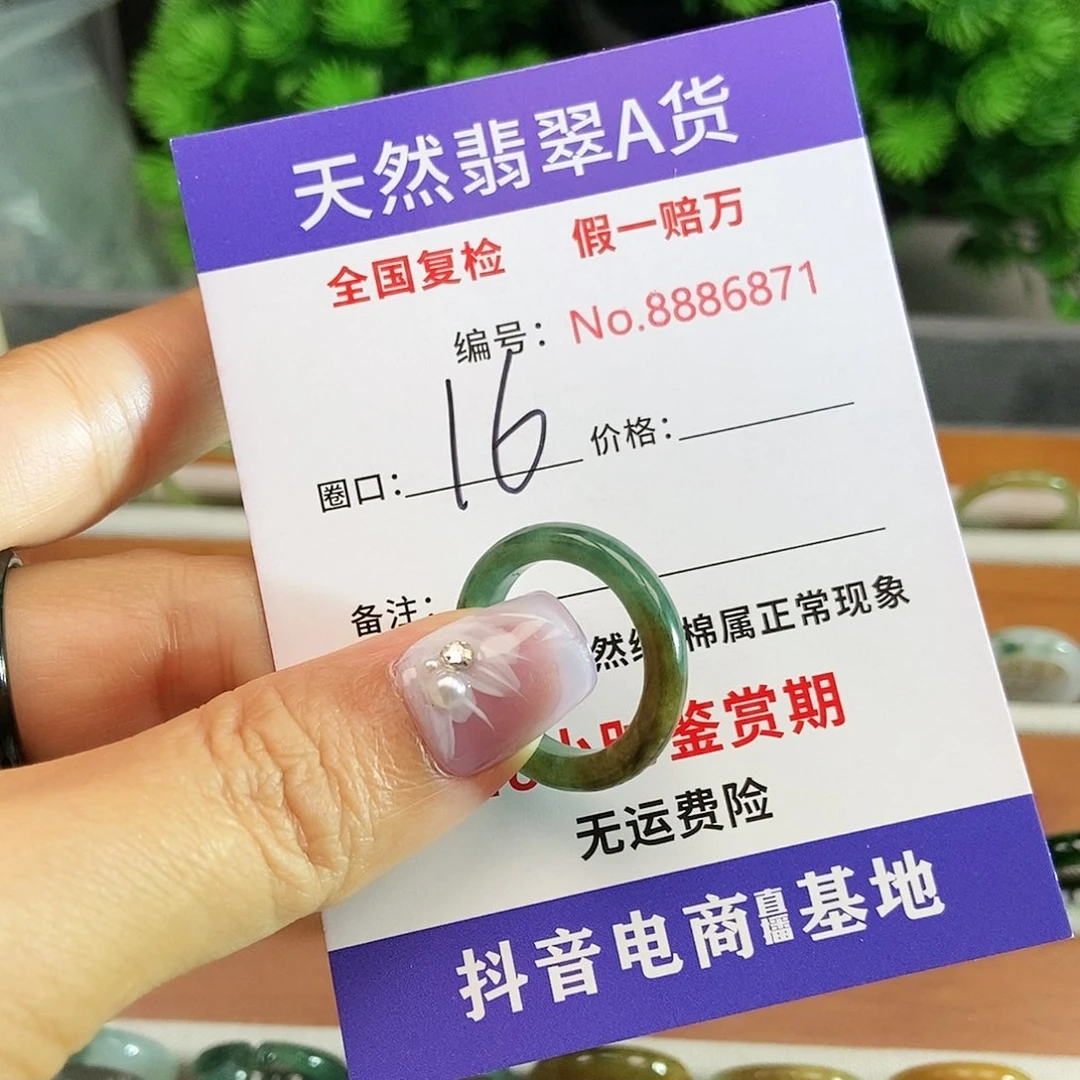 天然翡翠A货
全国复检 假一赔万
编号：No.8886871
圈口：16 价格：
备注：
然 棉属正常现象
小时鉴赏期
无运费险
抖音电商直播基地